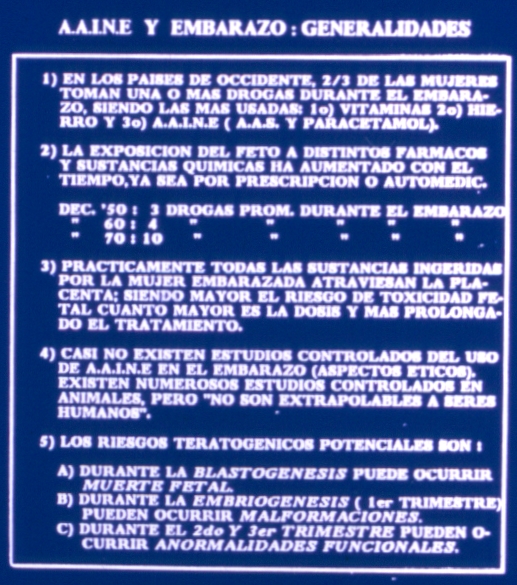 A.A.I.N.E Y EMBARAZO : GENERALIDADES
1) EN LOS PAISES DE OCCIDENTE, 2/3 DE LAS MUJERES
TOMAN UNA O MAS DROGAS DURANTE EL EMBARA-
ZO, SIENDO LAS MAS USADAS: 1o) VITAMINAS 2o) HIE-
RRO Y 3o) A.A.I.N.E ( A.A.S. Y PARACETAMOL).
2) LA EXPOSICION DEL FETO A DISTINTOS FARMACOS
Y SUSTANCIAS QUIMICAS HA AUMENTADO CON EL
TIEMPO,YA SEA POR PRESCRIPCION O AUTOMEDIC.
DEC. '50 : 3 DROGAS PROM. DURANTE EL EMBARAZO
" 60 : 4 " " " " "
" 70 : 10 " " " " "
3) PRACTICAMENTE TODAS LAS SUSTANCIAS INGERIDAS
POR LA MUJER EMBARAZADA ATRAVIESAN LA PLA-
CENTA; SIENDO MAYOR EL RIESGO DE TOXICIDAD FE-
TAL CUANTO MAYOR ES LA DOSIS Y MAS PROLONGA-
DO EL TRATAMIENTO.
4) CASI NO EXISTEN ESTUDIOS CONTROLADOS DEL USO
DE A.A.I.N.E EN EL EMBARAZO (ASPECTOS ETICOS).
EXISTEN NUMEROSOS ESTUDIOS CONTROLADOS EN
ANIMALES, PERO "NO SON EXTRAPOLABLES A SERES
HUMANOS".
5) LOS RIESGOS TERATOGENICOS POTENCIALES SON :
A) DURANTE LA BLASTOGENESIS PUEDE OCURRIR
MUERTE FETAL.
B) DURANTE LA EMBRIOGENESIS ( 1er TRIMESTRE)
PUEDEN OCURRIR MALFORMACIONES.
C) DURANTE EL 2do Y 3er TRIMESTRE PUEDEN O-
CURRIR ANORMALIDADES FUNCIONALES.